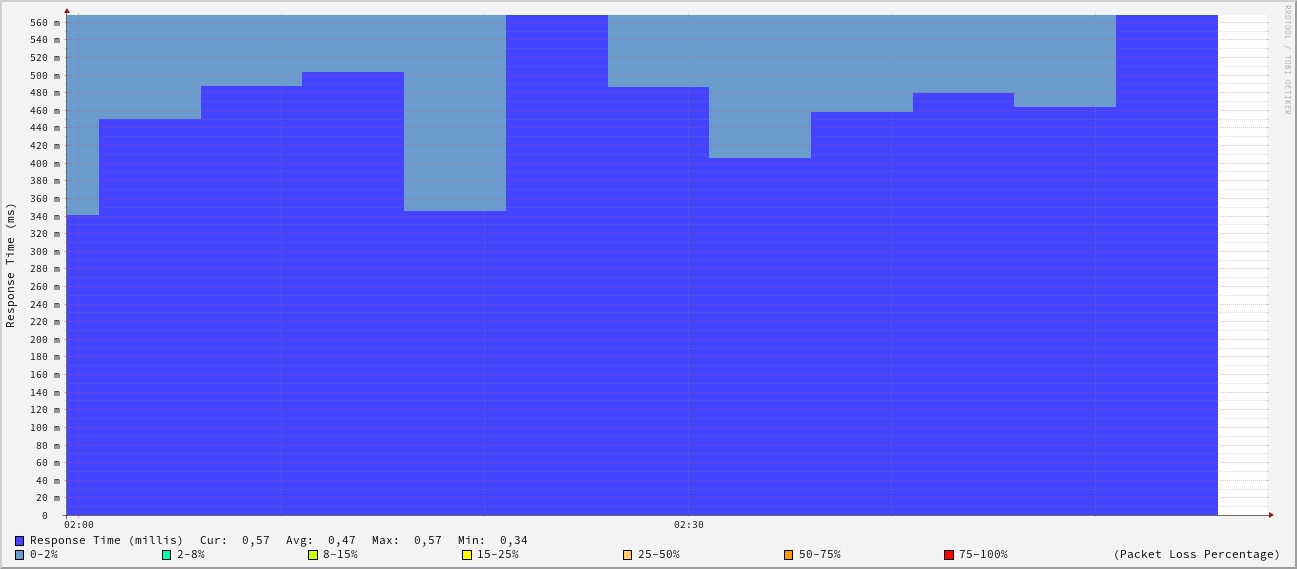 RRDTOOL / TOBI OETIKER
Response Time (ms)
560 m
540 m
520 m
500 m
480 m
460 m
440 m
420 m
400 m
380 m
360 m
340 m
320 m
300 m
280 m
260 m
240 m
220 m
200 m
180 m
160 m
140 m
120 m
100 m
80 m
60 m
40 m
20 m
0
02:00 02:30
Response Time (millis) Cur: 0,57 Avg: 0,47 Max: 0,57 Min: 0,34
0-2% 2-8% 8-15% 15-25% 25-50% 50-75% 75-100% (Packet Loss Percentage)